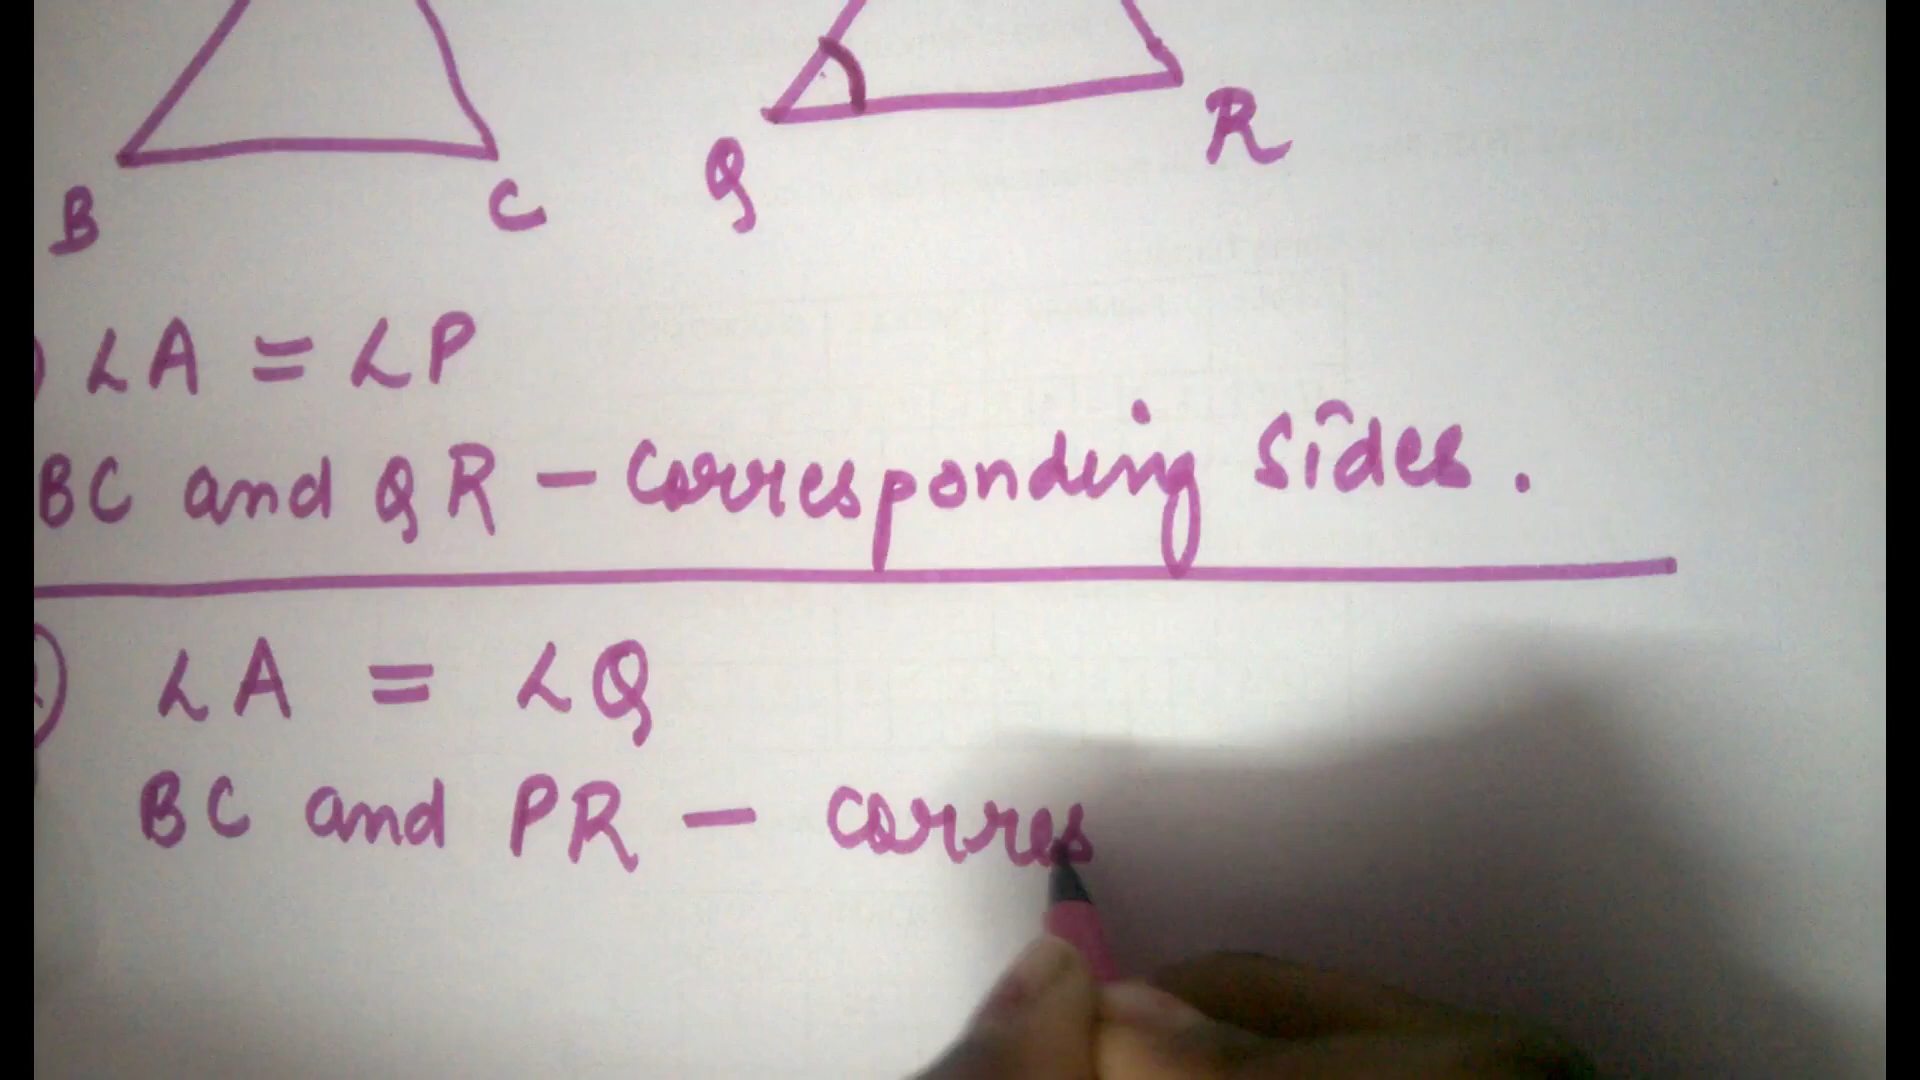 B C Q R
∠A = ∠P
BC and QR - corresponding sides.
∠A = ∠Q
BC and PR - corres